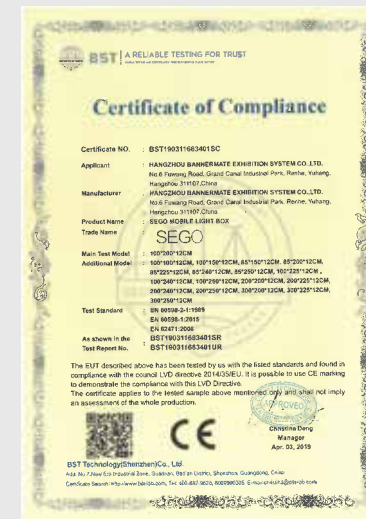 BST A RELIABLE TESTING FOR TRUST
Certificate of Compliance
Certificate NO. : BST190311683401SC
Applicant : HANGZHOU BANNERMATE EXHIBITION SYSTEM CO.,LTD.
No.6 Fuwang Road, Grand Canal Industrial Park, Renhe, Yuhang,
Hangzhou 311107,China
Manufacturer : HANGZHOU BANNERMATE EXHIBITION SYSTEM CO.,LTD.
No.6 Fuwang Road, Grand Canal Industrial Park, Renhe, Yuhang,
Hangzhou 311107,China
Product Name : SEGO MOBILE LIGHT BOX
Trade Name : SEGO
Main Test Model : 100*200*12CM
Additional Model : 100*100*12CM, 100*150*12CM, 85*150*12CM, 85*200*12CM,
85*225*12CM, 85*240*12CM, 85*250*12CM, 100*225*12CM,
100*240*12CM, 100*250*12CM, 200*200*12CM, 200*225*12CM,
200*240*12CM, 200*250*12CM, 300*200*12CM, 300*225*12CM,
300*250*12CM
Test Standard : EN 60598-2-1:1989
EN 60598-1:2015
EN 62471:2008
As shown in the : BST190311683401SR
Test Report No. BST190311683401UR
The EUT described above has been tested by us with the listed standards and found in
compliance with the council LVD directive 2014/35/EU. It is possible to use CE marking
to demonstrate the compliance with this LVD Directive.
The certificate applies to the tested sample above mentioned only and shall not imply
an assessment of the whole production.
APPROVED
CE
Christina Deng
Manager
Apr. 03, 2019
BST Technology(Shenzhen)Co., Ltd.